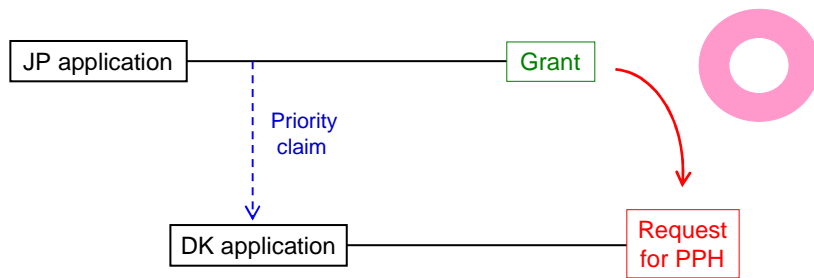 JP application
Grant
Priority
claim
DK application
Request
for PPH